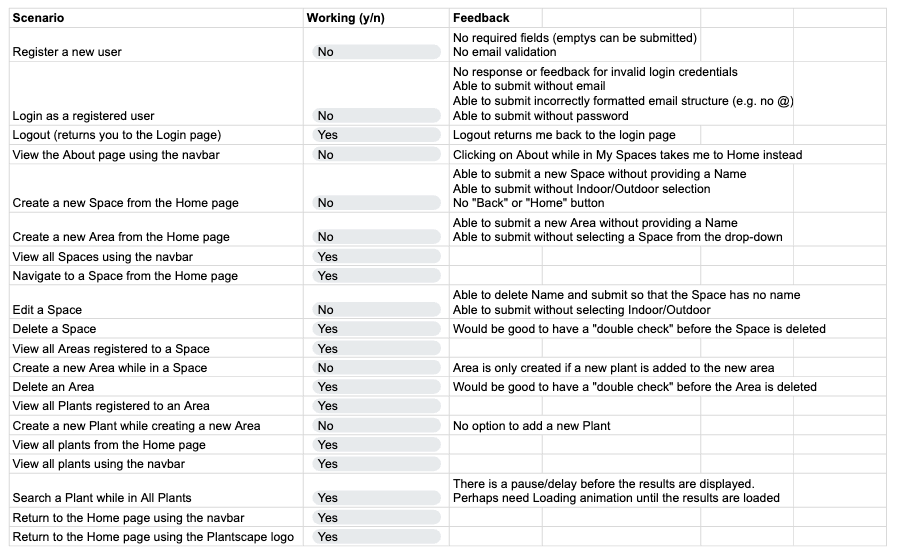 Scenario Working (y/n) Feedback
No required fields (emptys can be submitted)
Register a new user No No email validation
No response or feedback for invalid login credentials
Able to submit without email
Able to submit incorrectly formatted email structure (e.g. no @)
Login as a registered user No Able to submit without password
Logout (returns you to the Login page) Yes Logout returns me back to the login page
View the About page using the navbar No Clicking on About while in My Spaces takes me to Home instead
Able to submit a new Space without providing a Name
Able to submit without Indoor/Outdoor selection
Create a new Space from the Home page No No "Back" or "Home" button
Able to submit a new Area without providing a Name
Create a new Area from the Home page No Able to submit without selecting a Space from the drop-down
View all Spaces using the navbar Yes
Navigate to a Space from the Home page Yes
Able to delete Name and submit so that the Space has no name
Edit a Space No Able to submit without selecting Indoor/Outdoor
Delete a Space Yes Would be good to have a "double check" before the Space is deleted
View all Areas registered to a Space Yes
Create a new Area while in a Space No Area is only created if a new plant is added to the new area
Delete an Area Yes Would be good to have a "double check" before the Area is deleted
View all Plants registered to an Area Yes
Create a new Plant while creating a new Area No No option to add a new Plant
View all plants from the Home page Yes
View all plants using the navbar Yes
There is a pause/delay before the results are displayed.
Search a Plant while in All Plants Yes Perhaps need Loading animation until the results are loaded
Return to the Home page using the navbar Yes
Return to the Home page using the Plantscape logo Yes